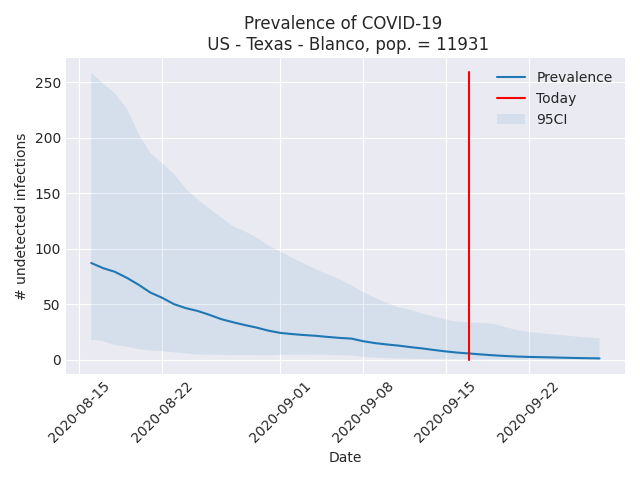 Prevalence of COVID-19
US - Texas - Blanco, pop. = 11931
250
200
150
100
50
0
# undetected infections
Prevalence
Today
95CI
2020-08-15
2020-08-22
2020-09-01
2020-09-08
2020-09-15
2020-09-22
Date